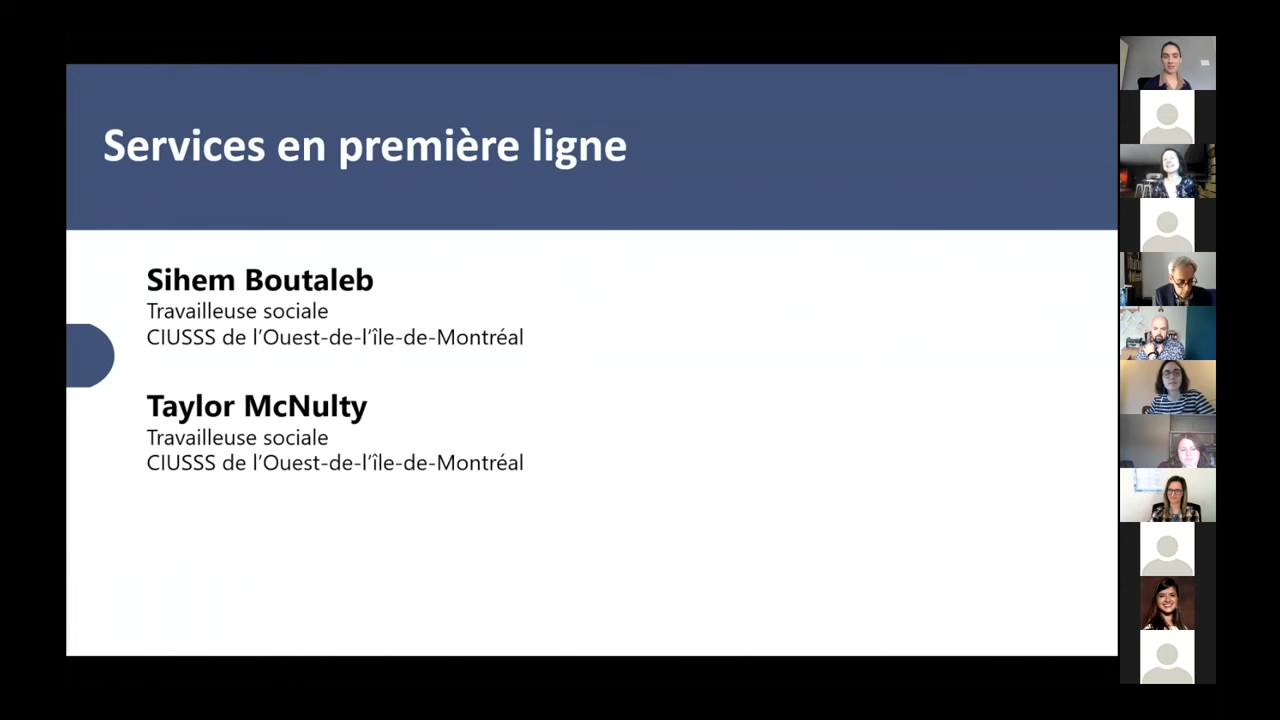 Services en première ligne
Sihem Boutaleb
Travailleuse sociale
CIUSSS de l’Ouest-de-l’île-de-Montréal
Taylor McNulty
Travailleuse sociale
CIUSSS de l’Ouest-de-l’île-de-Montréal